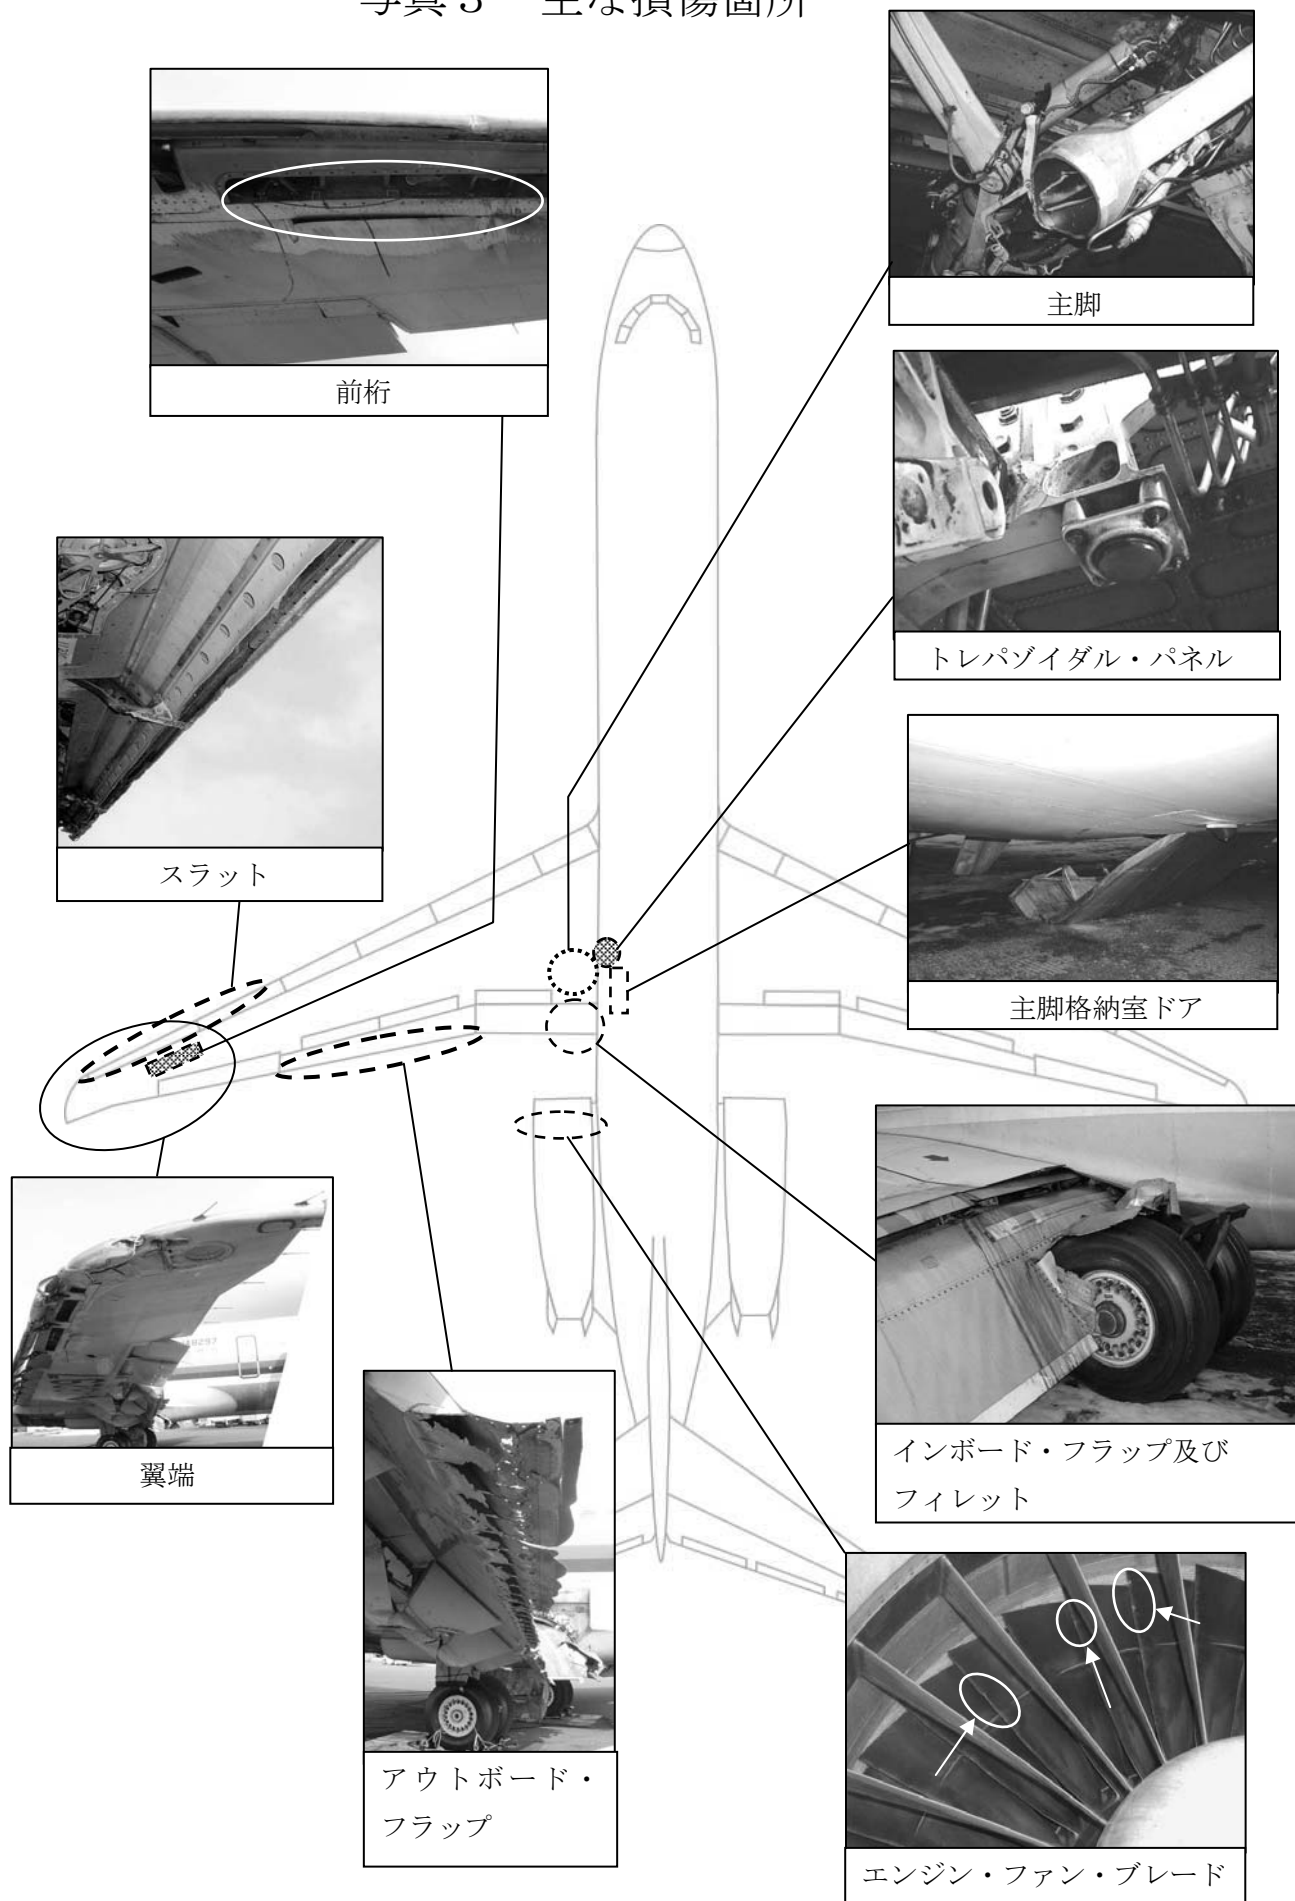 写真３　主な損傷箇所
主脚
前桁
トレパゾイダル・パネル
スラット
主脚格納室ドア
翼端
インボード・フラップ及び
フィレット
アウトボード・
フラップ
エンジン・ファン・ブレード